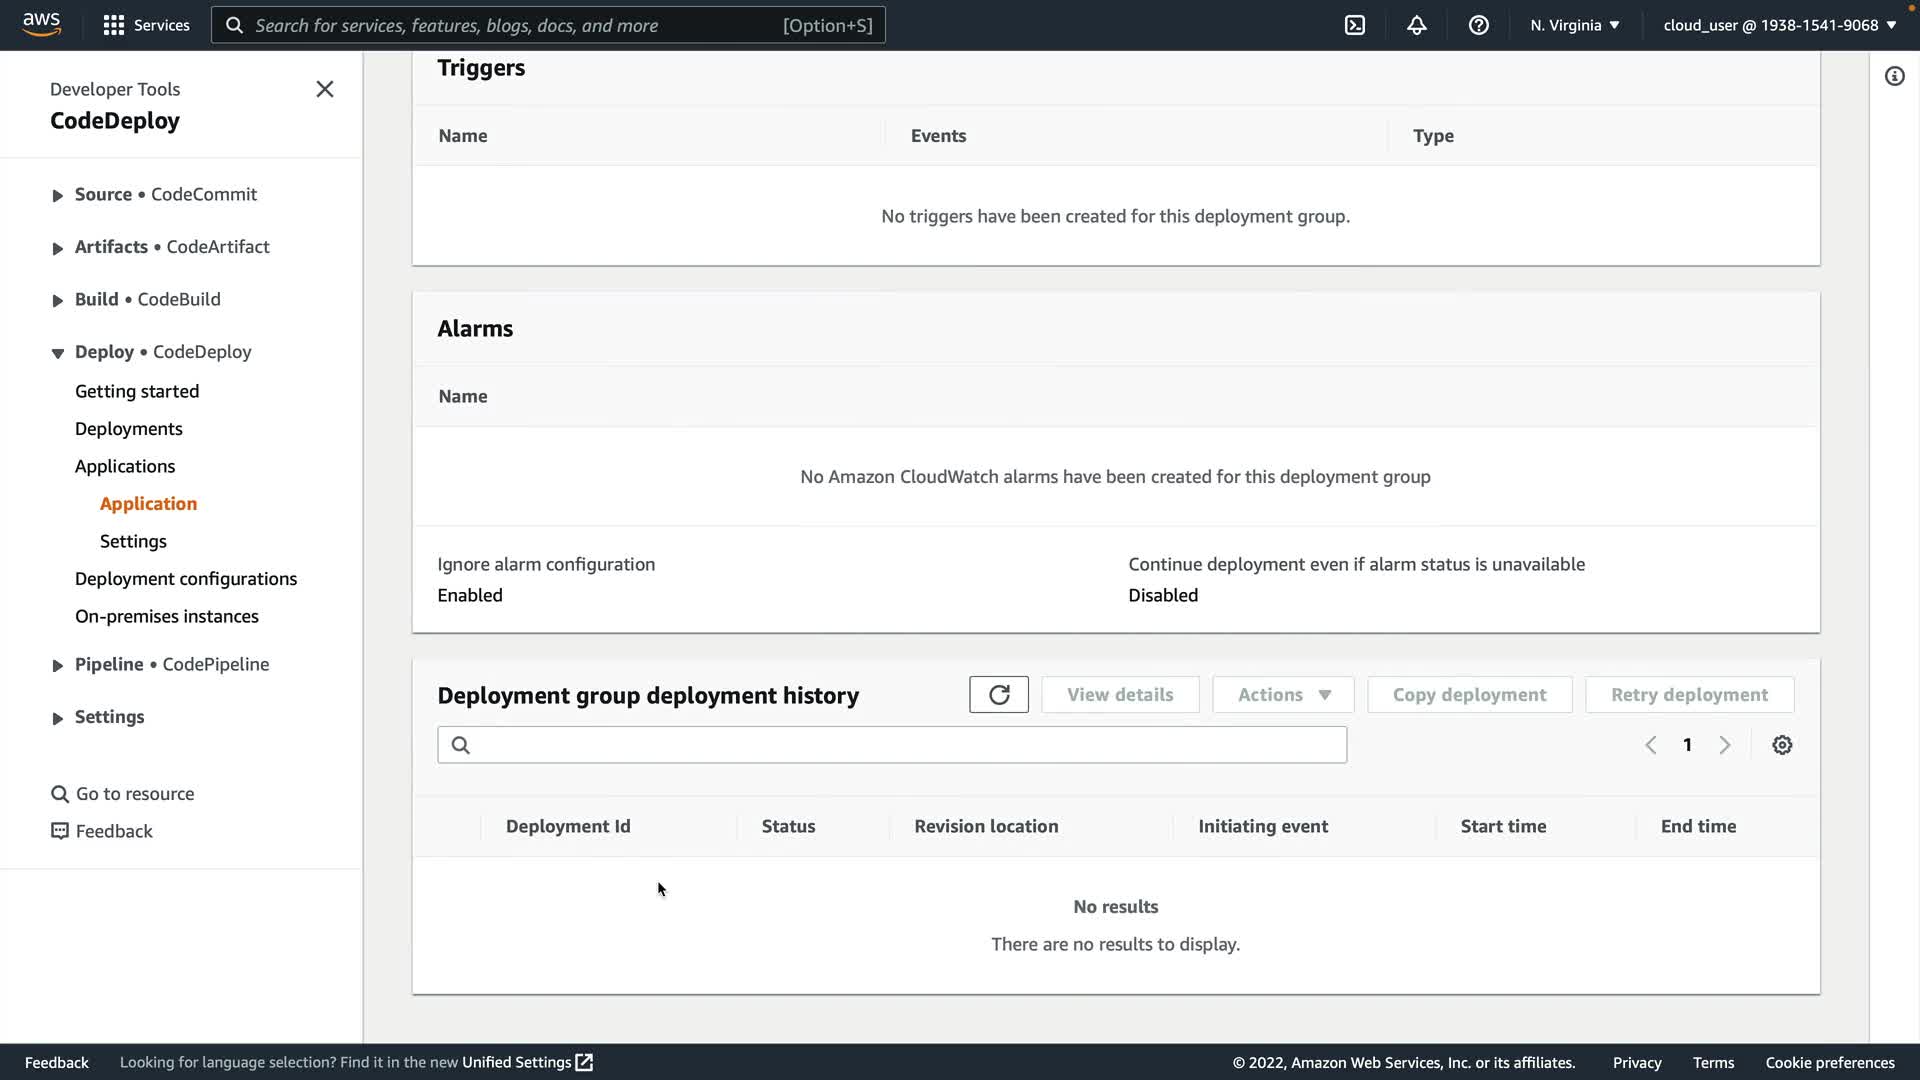 aws
Services
Search for services, features, blogs, docs, and more
[Option+S]
N. Virginia ▼
cloud_user @ 1938-1541-9068 ▼
Developer Tools
CodeDeploy
Source • CodeCommit
Artifacts • CodeArtifact
Build • CodeBuild
Deploy • CodeDeploy
Getting started
Deployments
Applications
Application
Settings
Deployment configurations
On-premises instances
Pipeline • CodePipeline
Settings
Go to resource
Feedback
Triggers
Name
Events
Type
No triggers have been created for this deployment group.
Alarms
Name
No Amazon CloudWatch alarms have been created for this deployment group
Ignore alarm configuration
Enabled
Continue deployment even if alarm status is unavailable
Disabled
Deployment group deployment history
View details
Actions ▼
Copy deployment
Retry deployment
1
Deployment Id
Status
Revision location
Initiating event
Start time
End time
No results
There are no results to display.
Feedback
Looking for language selection? Find it in the new Unified Settings
© 2022, Amazon Web Services, Inc. or its affiliates.
Privacy
Terms
Cookie preferences